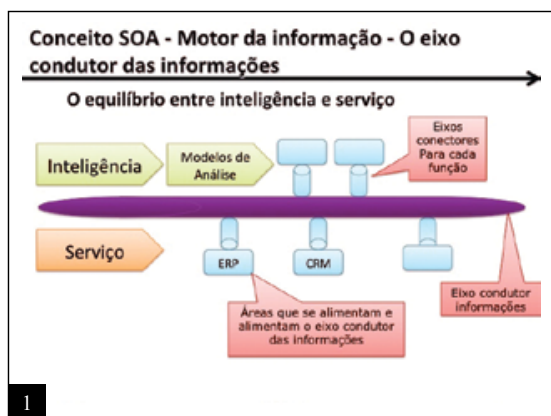 Conceito SOA - Motor da informação - O eixo
condutor das informações
O equilíbrio entre inteligência e serviço
Inteligência
Modelos de
Análise
Eixos
conectores
Para cada
função
Serviço
ERP
CRM
Áreas que se alimentam e
alimentam o eixo condutor
das informações
Eixo condutor
informações
1